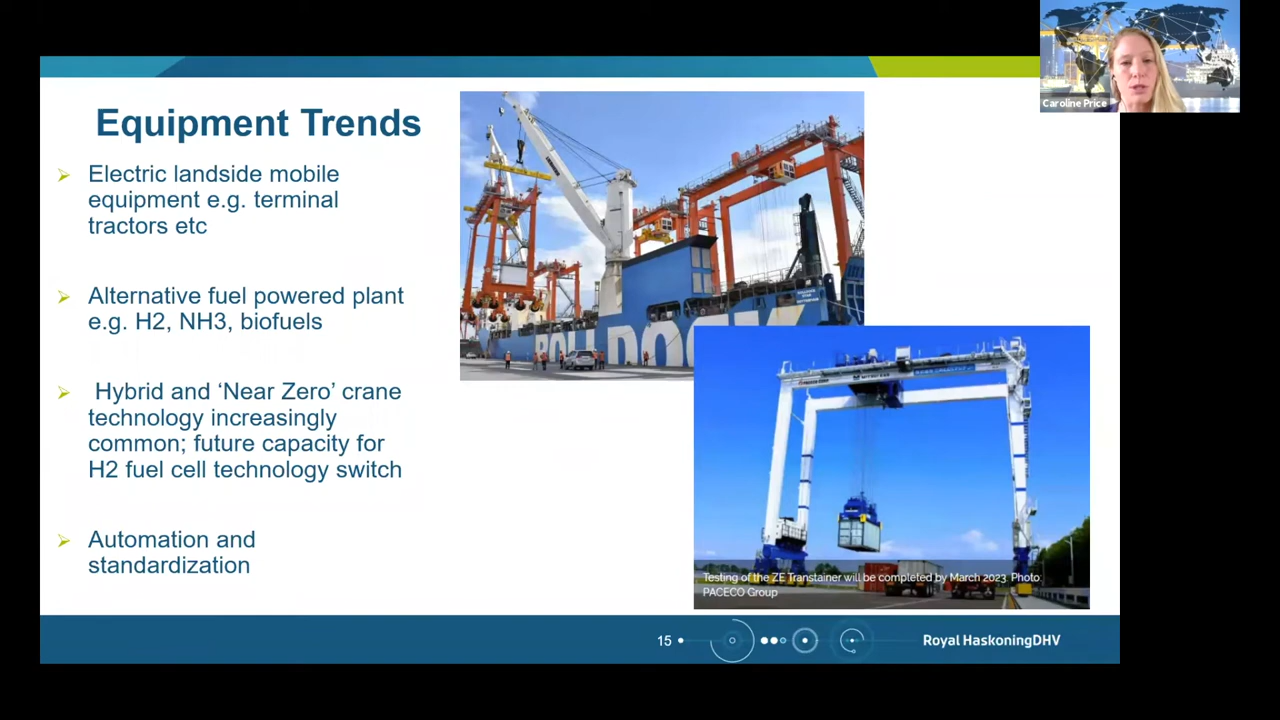 Caroline Price
Equipment Trends
Electric landside mobile
equipment e.g. terminal
tractors etc
Alternative fuel powered plant
e.g. H2, NH3, biofuels
Hybrid and ‘Near Zero’ crane
technology increasingly
common; future capacity for
H2 fuel cell technology switch
Automation and
standardization
ROLLDOCK
Testing of the ZE Transtainer will be completed by March 2023. Photo:
PACECO Group
15
Royal HaskoningDHV